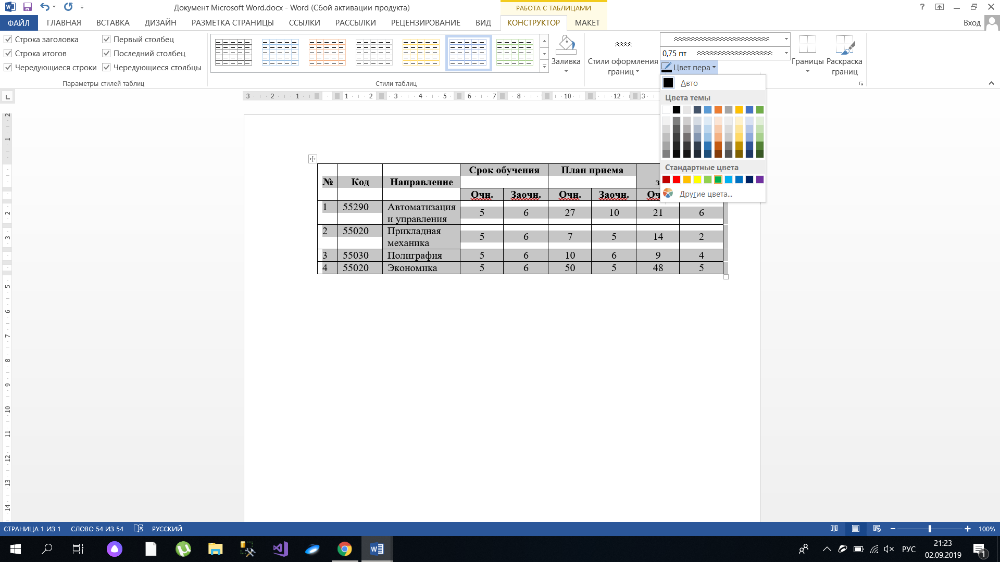 Документ Microsoft Word.docx - Word (Сбой активации продукта)
РАБОТА С ТАБЛИЦАМИ
?
ФАЙЛ ГЛАВНАЯ ВСТАВКА ДИЗАЙН РАЗМЕТКА СТРАНИЦЫ ССЫЛКИ РАССЫЛКИ РЕЦЕНЗИРОВАНИЕ ВИД КОНСТРУКТОР МАКЕТ Вход
Строка заголовка Первый столбец
Строка итогов Последний столбец
Чередующиеся строки Чередующиеся столбцы
Параметры стилей таблиц
Стили таблиц
Заливка
Стили оформления
границ
0,75 пт
Цвет пера
Границы
Раскраска
границ
Авто
Цвета темы
Стандартные цвета
Другие цвета...
3 2 1 1 2 3 4 5 6 7 8 9 10 12 13
2 1 1 2 3 4 5 6 7 8 9 10 11 12 13 14
№ Код Направление Срок обучения План приема
з
Очн. Заочн. Очн. Заочн. Оч
1 55290 Автоматизация
и управления 5 6 27 10 21 6
2 55020 Прикладная
механика 5 6 7 5 14 2
3 55030 Полиграфия 5 6 10 6 9 4
4 55020 Экономика 5 6 50 5 48 5
СТРАНИЦА 1 ИЗ 1 СЛОВО 54 ИЗ 54 РУССКИЙ 100%
РУС
21:23
02.09.2019
1